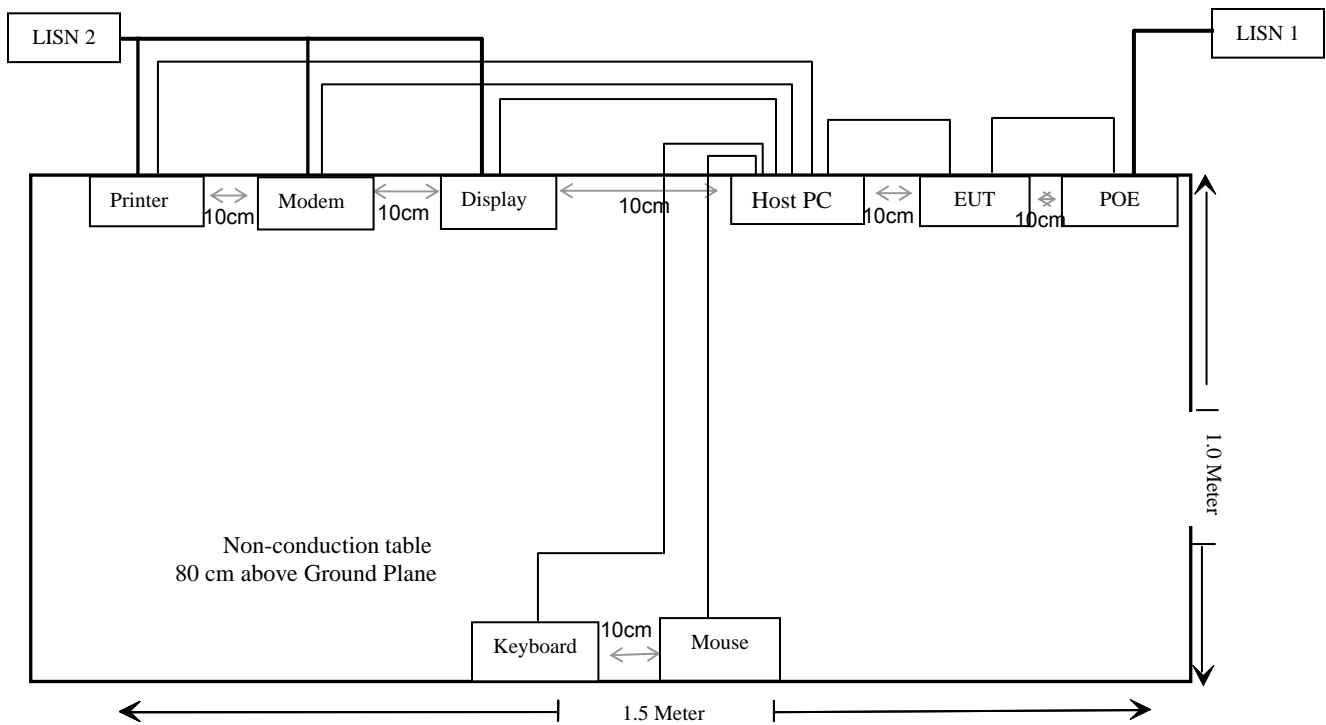 LISN 2
LISN 1
Printer
10cm
Modem
10cm
Display
10cm
Host PC
10cm
EUT
10cm
POE
1.0 Meter
Non-conduction table
80 cm above Ground Plane
Keyboard
10cm
Mouse
1.5 Meter